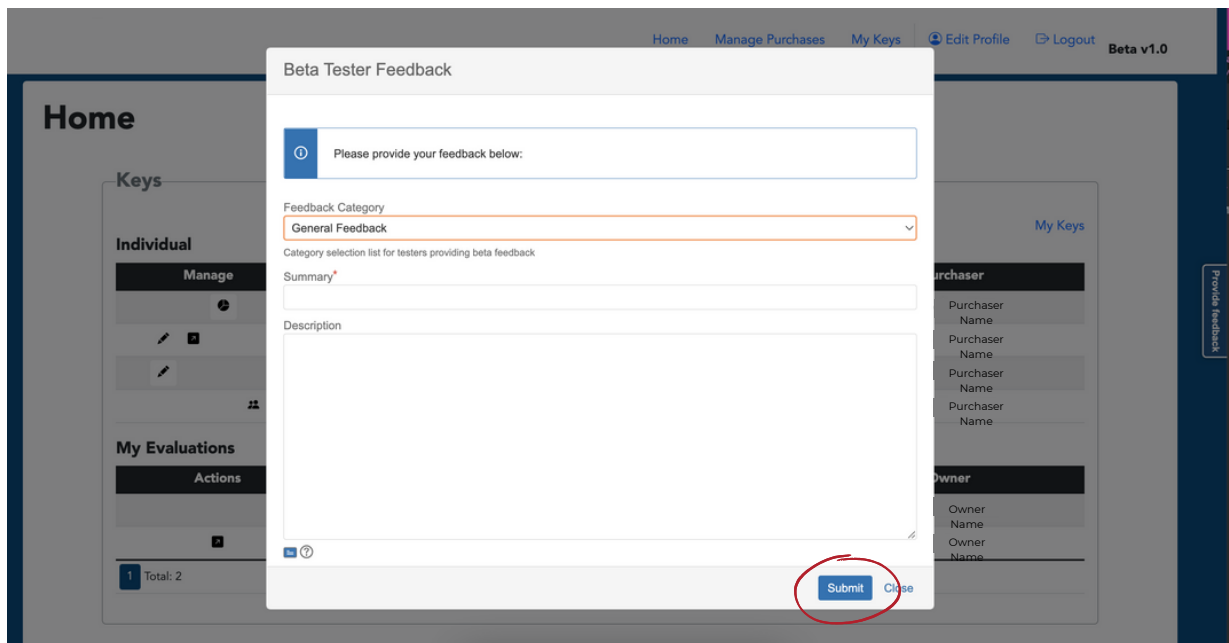 Home Manage Purchases My Keys Edit Profile Logout Beta v1.0
Beta Tester Feedback
Home
Please provide your feedback below:
Keys
Feedback Category
General Feedback
My Keys
Individual
Category selection list for testers providing beta feedback
Manage
Summary*
urchaser
Purchaser
Name
Description
Purchaser
Name
Purchaser
Name
Purchaser
Name
Provide feedback
My Evaluations
Actions
Owner
Owner
Name
Owner
Name
1 Total: 2
Submit Close